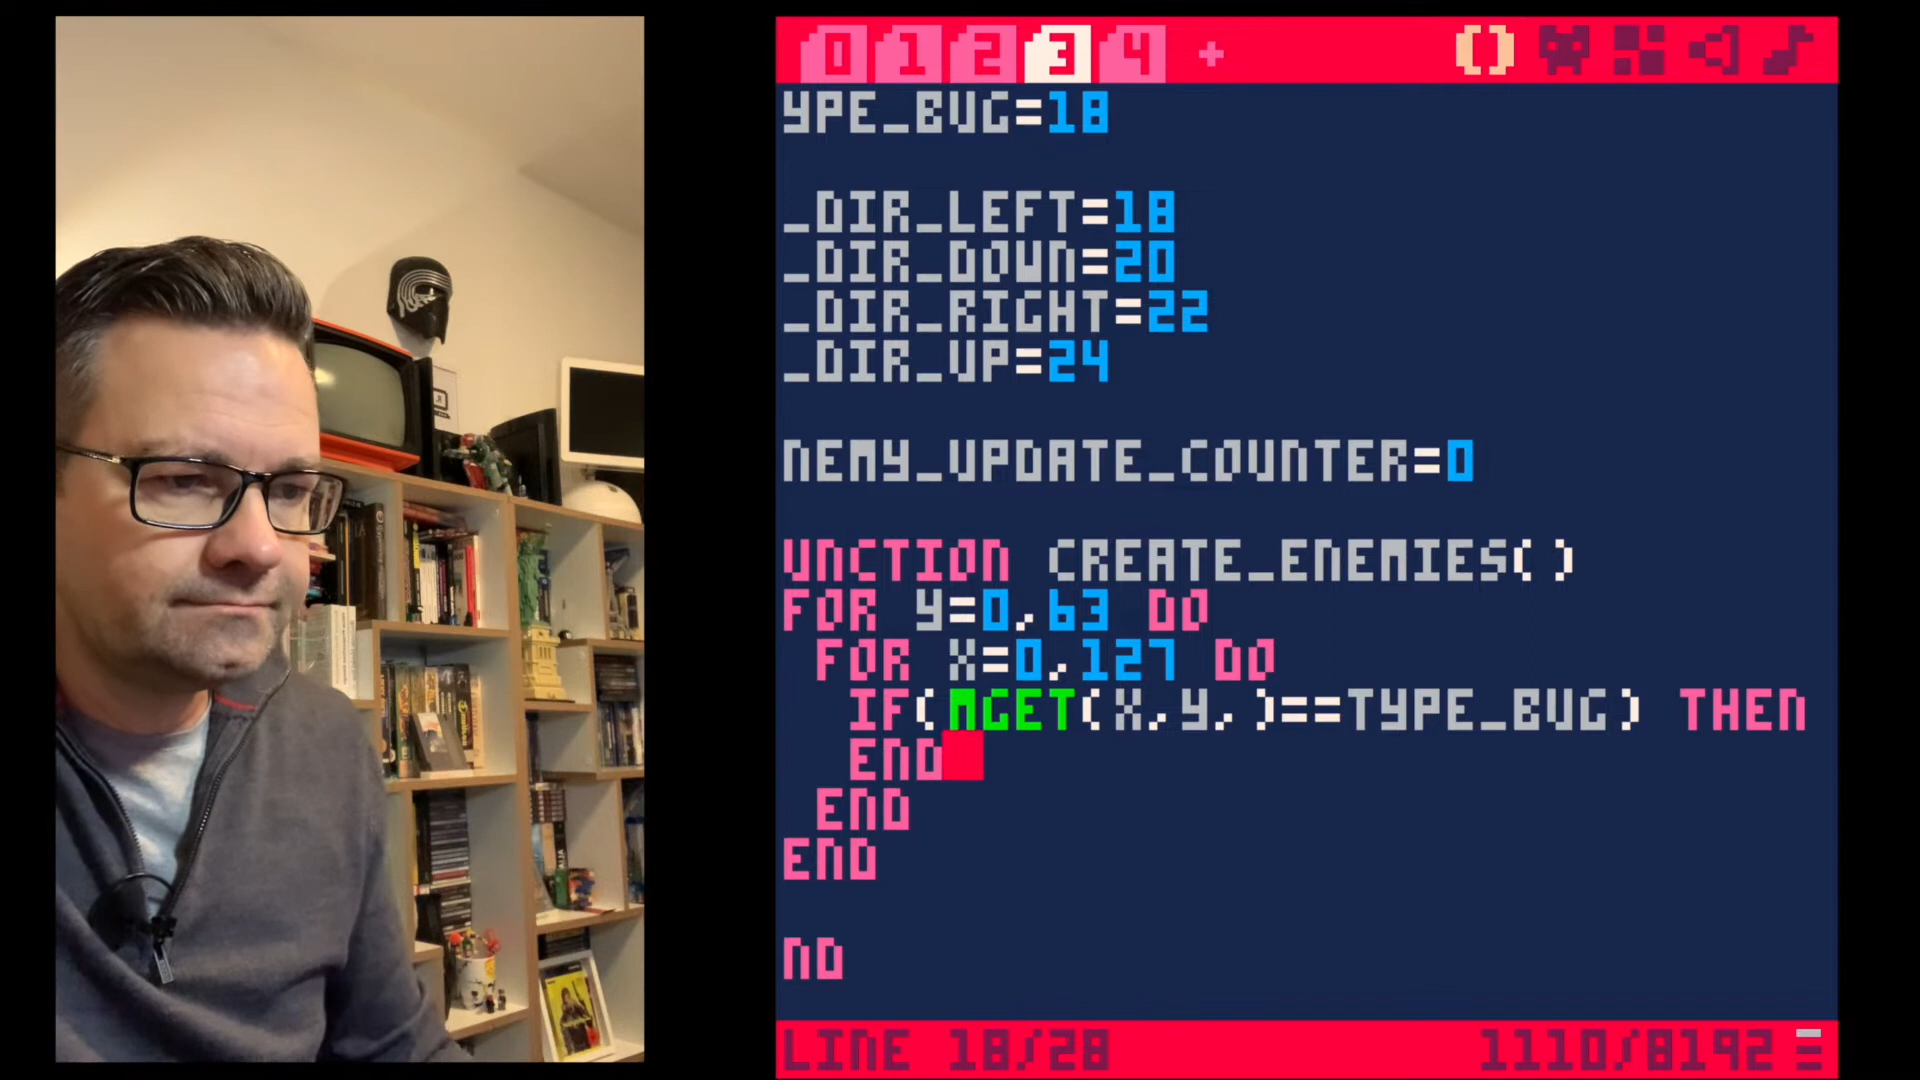 0 1 2 3 4 +
YPE_BUG=18
_DIR_LEFT=18
_DIR_DOWN=20
_DIR_RIGHT=22
_DIR_UP=24
NEMY_UPDATE_COUNTER=0
UNCTION CREATE_ENEMIES()
FOR Y=0,63 DO
FOR X=0,127 DO
IF(MGET(X,Y,)==TYPE_BUG) THEN
END
END
END
ND
LINE 18/28
1110/8192